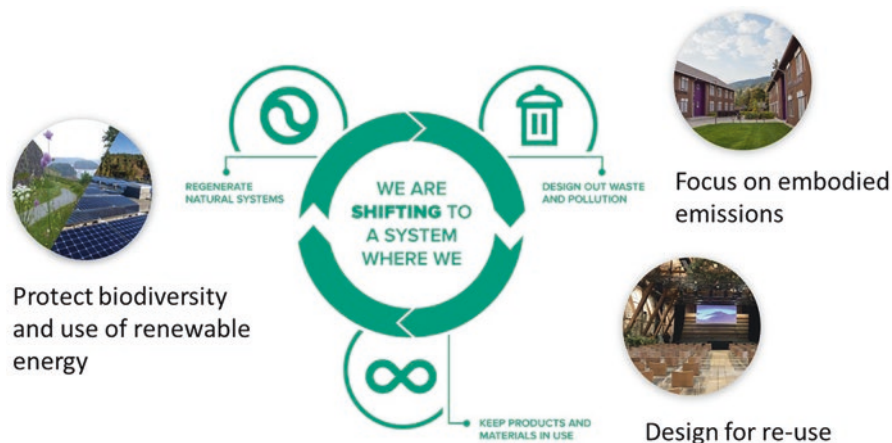 REGENERATE
NATURAL SYSTEMS
WE ARE
SHIFTING TO
A SYSTEM
WHERE WE
DESIGN OUT WASTE
AND POLLUTION
KEEP PRODUCTS AND
MATERIALS IN USE
Protect biodiversity
and use of renewable
energy
Focus on embodied
emissions
Design for re-use